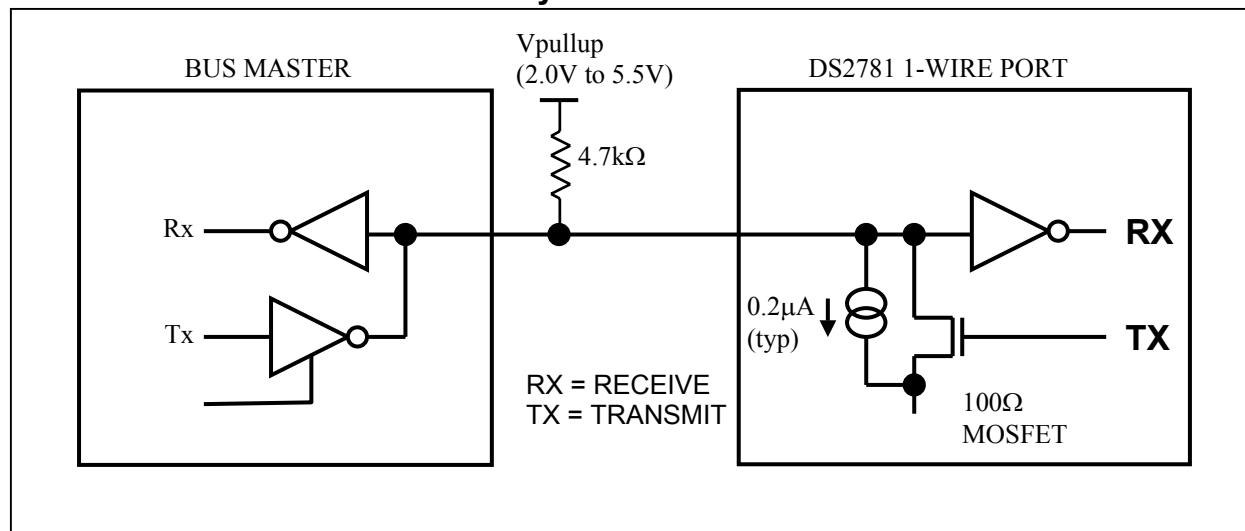 Vpullup
(2.0V to 5.5V)
BUS MASTER
DS2781 1-WIRE PORT
4.7kΩ
Rx
RX
0.2μA
(typ)
Tx
TX
RX = RECEIVE
TX = TRANSMIT
100Ω
MOSFET